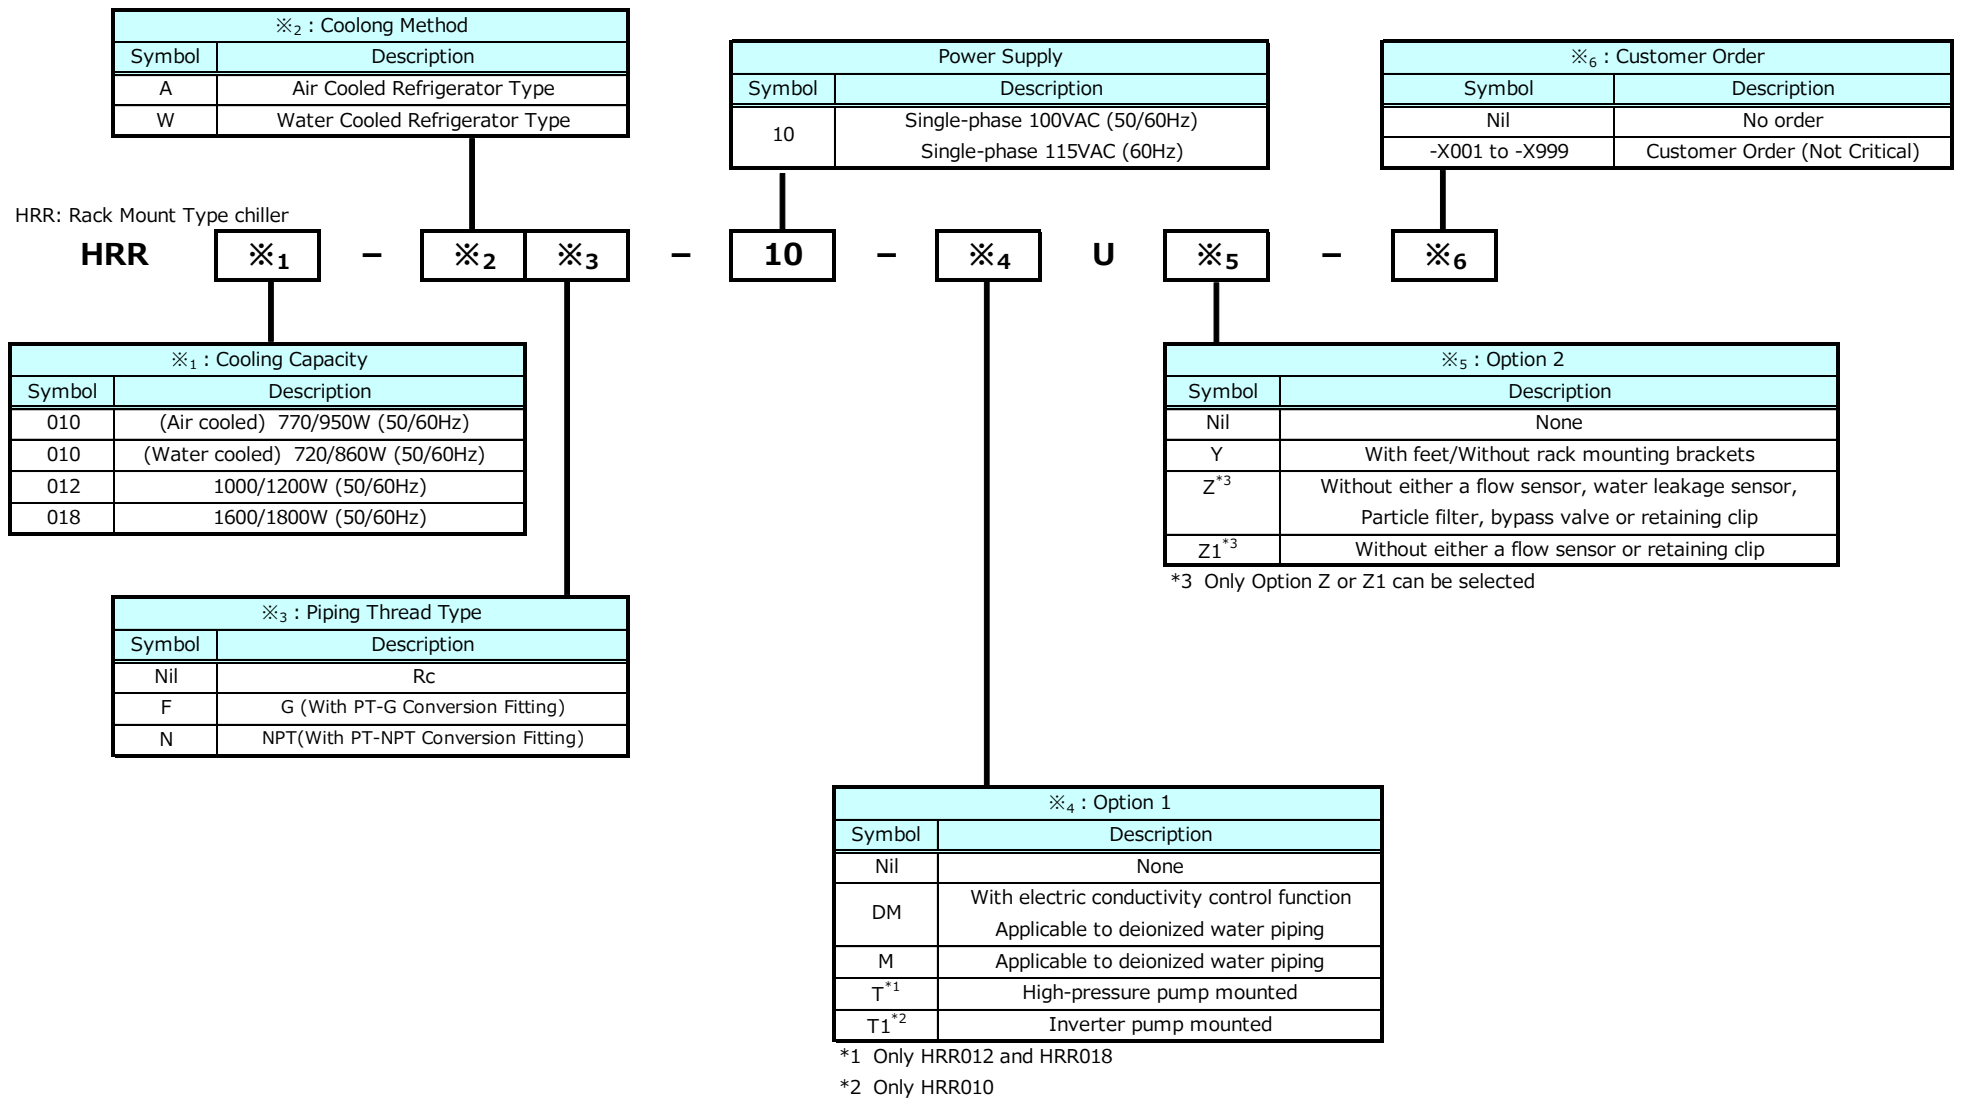 ※2 : Coolong Method
Symbol Description
A Air Cooled Refrigerator Type
W Water Cooled Refrigerator Type
Power Supply
Symbol Description
10 Single-phase 100VAC (50/60Hz)
Single-phase 115VAC (60Hz)
※6 : Customer Order
Symbol Description
Nil No order
-X001 to -X999 Customer Order (Not Critical)
HRR: Rack Mount Type chiller
HRR ※1 – ※2 ※3 – 10 – ※4 U ※5 – ※6
※1 : Cooling Capacity
Symbol Description
010 (Air cooled) 770/950W (50/60Hz)
010 (Water cooled) 720/860W (50/60Hz)
012 1000/1200W (50/60Hz)
018 1600/1800W (50/60Hz)
※5 : Option 2
Symbol Description
Nil None
Y With feet/Without rack mounting brackets
Z*3 Without either a flow sensor, water leakage sensor,
Particle filter, bypass valve or retaining clip
Z1*3 Without either a flow sensor or retaining clip
*3 Only Option Z or Z1 can be selected
※3 : Piping Thread Type
Symbol Description
Nil Rc
F G (With PT-G Conversion Fitting)
N NPT(With PT-NPT Conversion Fitting)
※4 : Option 1
Symbol Description
Nil None
DM With electric conductivity control function
Applicable to deionized water piping
M Applicable to deionized water piping
T*1 High-pressure pump mounted
T1*2 Inverter pump mounted
*1 Only HRR012 and HRR018
*2 Only HRR010